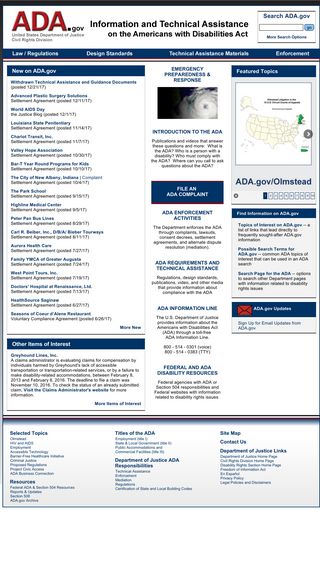 ADA.gov
United States Department of Justice
Civil Rights Division
Information and Technical Assistance
on the Americans with Disabilities Act
Search ADA.gov
go
More Search Options
Law / Regulations
Design Standards
Technical Assistance Materials
Enforcement
New on ADA.gov
Withdrawn Technical Assistance and Guidance Documents
(posted 12/21/17)
Advanced Plastic Surgery Solutions
Settlement Agreement (posted 12/11/17)
World AIDS Day
the Justice Blog (posted 12/1/17)
Louisiana State Penitentiary
Settlement Agreement (posted 11/14/17)
Chariot Transit, Inc.
Settlement Agreement (posted 11/7/17)
Valley Hope Association
Settlement Agreement (posted 10/30/17)
Bar-T Year Round Programs for Kids
Settlement Agreement (posted 10/10/17)
The City of New Albany, Indiana | Complaint
Settlement Agreement (posted 10/4/17)
The Park School
Settlement Agreement (posted 9/15/17)
Highline Medical Center
Settlement Agreement (posted 9/5/17)
Peter Pan Bus Lines
Settlement Agreement (posted 8/29/17)
Carl R. Bieber, Inc., D/B/A/ Bieber Tourways
Settlement Agreement (posted 8/11/17)
Aurora Health Care
Settlement Agreement (posted 7/27/17)
Family YMCA of Greater Augusta
Settlement Agreement (posted 7/24/17)
West Point Tours, Inc.
Settlement Agreement (posted 7/19/17)
Doctors' Hospital at Renaissance, Ltd.
Settlement Agreement (posted 7/13/17)
HealthSource Saginaw
Settlement Agreement (posted 6/27/17)
Seasons of Coeur d'Alene Restaurant
Voluntary Compliance Agreement (posted 6/26/17)
More New
Other Items of Interest
Greyhound Lines, Inc.
A claims administrator is evaluating claims for compensation by
individuals harmed by Greyhound's lack of accessible
transportation or transportation-related services, or by a failure to
make disability-related accommodations, between February 8,
2013 and February 8, 2016. The deadline to file a claim was
November 10, 2016. To check the status of an already submitted
claim, Visit the Claims Administrator's website for more
information.
More Items of Interest
EMERGENCY
PREPAREDNESS &
RESPONSE
INTRODUCTION TO THE ADA
Publications and videos that answer
these questions and more: What is
the ADA? Who is a person with a
disability? Who must comply with
the ADA? Where can you call to ask
questions about the ADA?
FILE AN
ADA COMPLAINT
ADA ENFORCEMENT
ACTIVITIES
The Department enforces the ADA
through complaints, lawsuits,
consent decrees, settlement
agreements, and alternate dispute
resolution (mediation).
ADA REQUIREMENTS AND
TECHNICAL ASSISTANCE
Regulations, design standards,
publications, video, and other media
that provide information about
compliance with the ADA
ADA INFORMATION LINE
The U.S. Department of Justice
provides information about the
Americans with Disabilities Act
(ADA) through a toll-free
ADA Information Line.
800 - 514 - 0301 (voice)
800 - 514 - 0383 (TTY)
FEDERAL AND ADA
DISABILITY RESOURCES
Federal agencies with ADA or
Section 504 responsibilities and
Federal websites with information
related to disability rights issues
Featured Topics
ADA.gov/Olmstead
Find Information on ADA.gov
Topics of Interest on ADA.gov -- a
list of links that lead directly to
frequently sought-after ADA
information
Possible Search Terms for
ADA.gov -- common ADA topics of
interest that can be used in an ADA
search
Search Page for the ADA -- options
to search other Department pages
with information related to disability
rights issues
ADA.gov Updates
Sign Up for Email Updates from
ADA.gov
Selected Topics
Olmstead
HIV and AIDS
Employment
Accessible Technology
Barrier-Free Healthcare Initiative
Criminal Justice
Proposed Regulations
Project Civic Access
Business Connection
Resources
Federal ADA & Section 504 Resources
Reports & Updates
Section 508
ADA.gov Archive
Titles of the ADA
Employment (title I)
State & Local Government (title II)
Public Accommodations and
Commercial Facilities (title III)
Department of Justice ADA
Responsibilities
Technical Assistance
Enforcement
Mediation
Regulations
Certification of State and Local Building Codes
Site Map
Contact Us
Department of Justice Links
Department of Justice Home Page
Civil Rights Division Home Page
Disability Rights Section Home Page
Freedom of Information Act
En Español
Privacy Policy
Legal Policies and Disclaimers